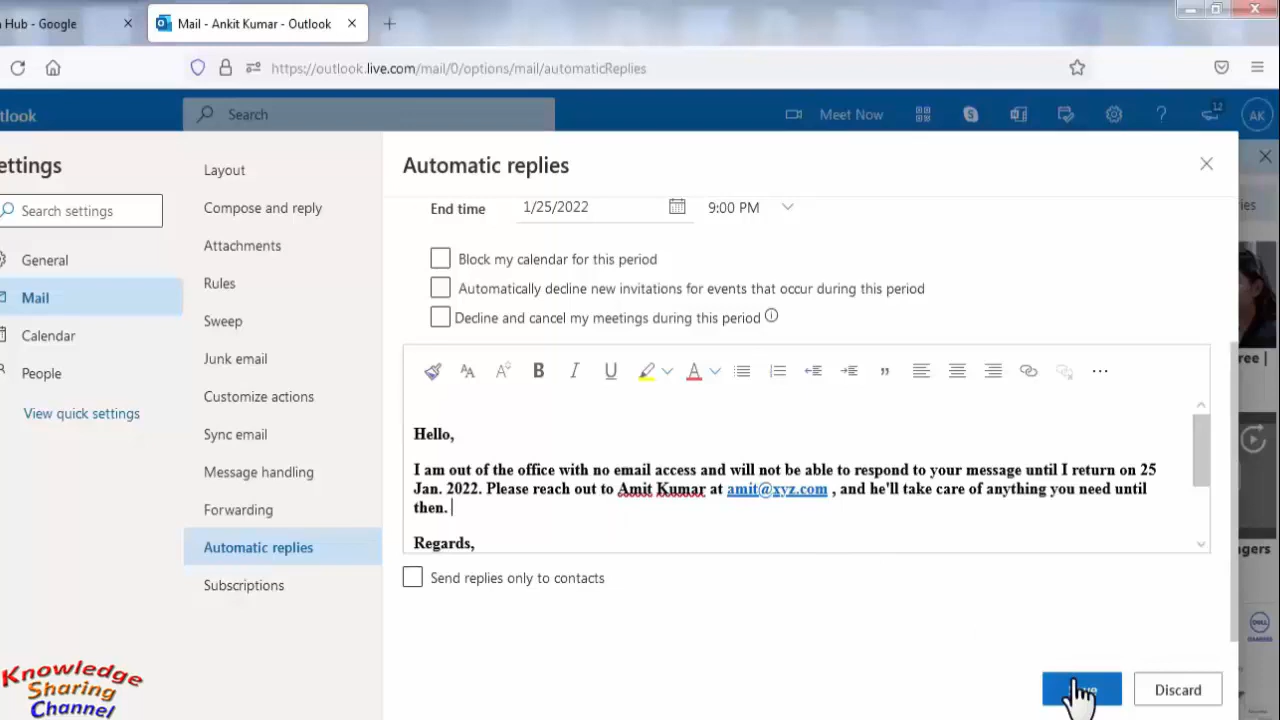 Hub - Google
Mail - Ankit Kumar - Outlook
https://outlook.live.com/mail/0/options/mail/automaticReplies
utlook
Search
Meet Now
12
AK
ettings
Search settings
General
Mail
Calendar
People
View quick settings
Layout
Compose and reply
Attachments
Rules
Sweep
Junk email
Customize actions
Sync email
Message handling
Forwarding
Automatic replies
Subscriptions
Automatic replies
End time
1/25/2022
9:00 PM
Block my calendar for this period
Automatically decline new invitations for events that occur during this period
Decline and cancel my meetings during this period
Hello,
I am out of the office with no email access and will not be able to respond to your message until I return on 25
Jan. 2022. Please reach out to Amit Kumar at amit@xyz.com , and he'll take care of anything you need until
then.
Regards,
Send replies only to contacts
Discard
ies
ree |
agers
DELL
Knowledge
Sharing
Channel